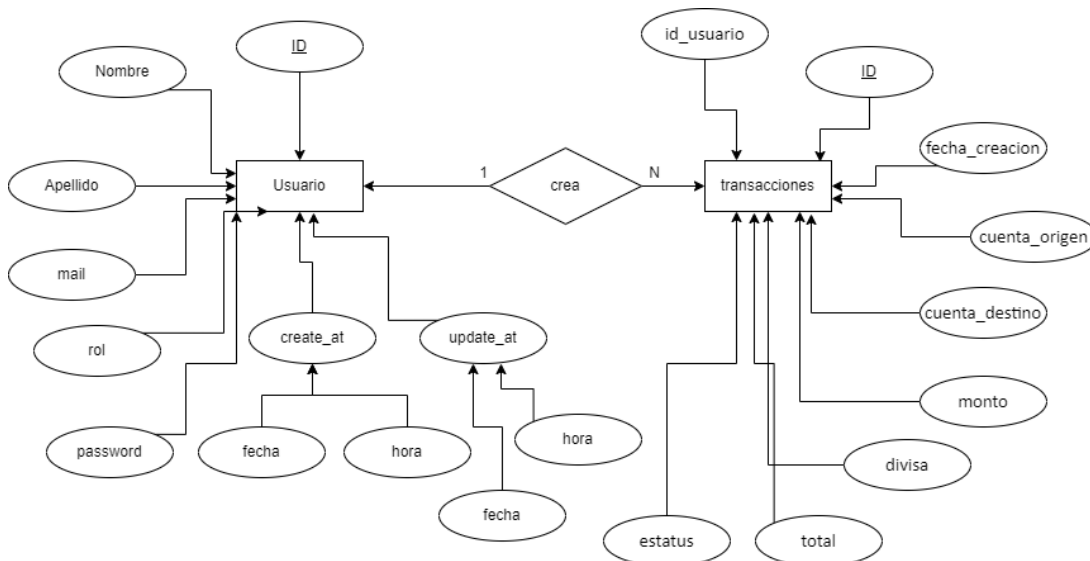 ID
id_usuario
Nombre
ID
fecha_creacion
Apellido
Usuario
1
crea
N
transacciones
cuenta_origen
mail
cuenta_destino
rol
create_at
update_at
monto
password
fecha
hora
hora
divisa
fecha
estatus
total